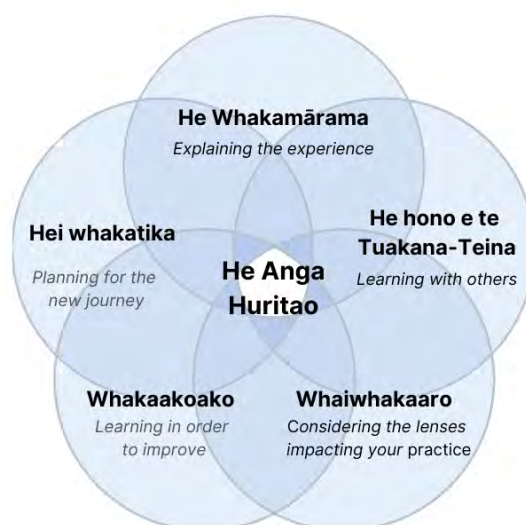 He Whakamārama
Explaining the experience
He hono e te
Tuakana-Teina
Learning with others
Hei whakatika
Planning for the
new journey
He Anga
Huritao
Whakaakoako
Learning in order
to improve
Whaiwhakaaro
Considering the lenses
impacting your practice